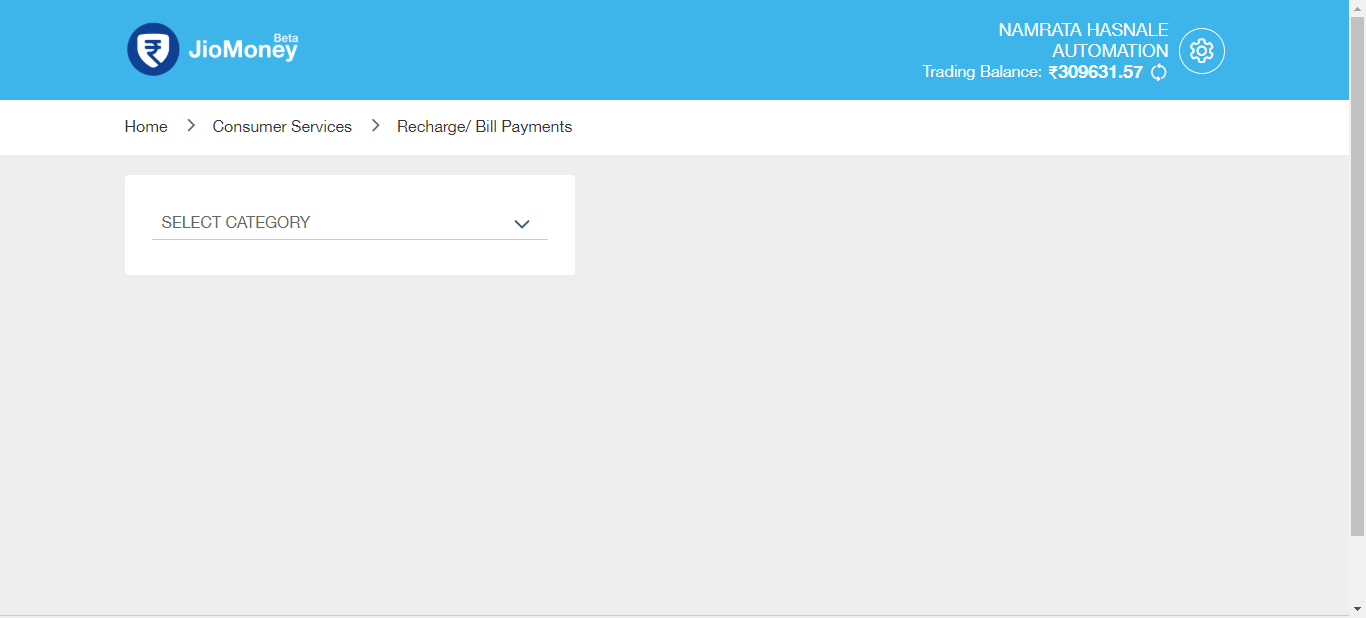 Beta
JioMoney
NAMRATA HASNALE
AUTOMATION
Trading Balance: ₹309631.57
Home Consumer Services Recharge/ Bill Payments
SELECT CATEGORY